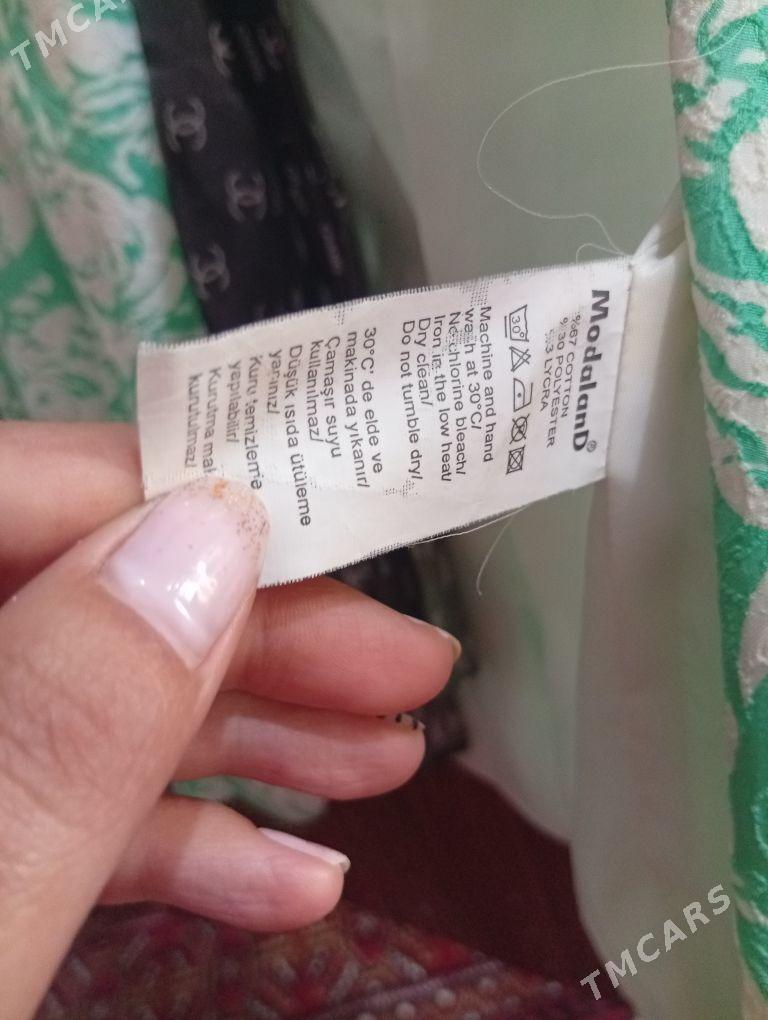 TMCARS
ModalanD®
%67 COTTON
%30 POLYESTER
%3 LYCRA
30°
Machine and hand
wash at 30°C/
No chlorine bleach/
Iron in the low heat/
Dry clean/
Do not tumble dry/
30°C' de elde ve
makinada yıkanır/
Çamaşır suyu
kullanılmaz/
Düşük ısıda ütüleme
yapınız/
Kuru temizleme
yapılabilir/
Kurutma
kurutulmaz/
TMCARS